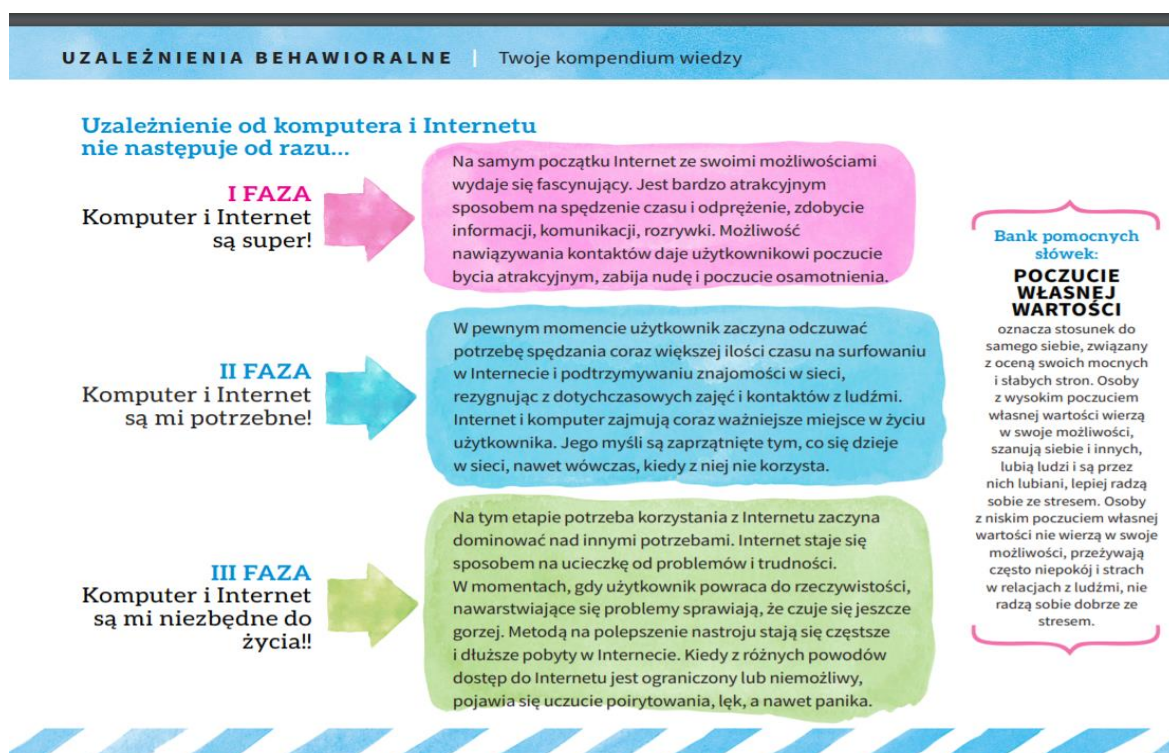 UZALEŻNIENIA BEHAWIORALNE | Twoje kompendium wiedzy
Uzależnienie od komputera i Internetu
nie następuje od razu...
I FAZA
Komputer i Internet
są super!
Na samym początku Internet ze swoimi możliwościami
wydaje się fascynujący. Jest bardzo atrakcyjnym
sposobem na spędzenie czasu i odprężenie, zdobycie
informacji, komunikacji, rozrywki. Możliwość
nawiązywania kontaktów daje użytkownikowi poczucie
bycia atrakcyjnym, zabija nudę i poczucie osamotnienia.
II FAZA
Komputer i Internet
są mi potrzebne!
W pewnym momencie użytkownik zaczyna odczuwać
potrzebę spędzania coraz większej ilości czasu na surfowaniu
w Internecie i podtrzymywaniu znajomości w sieci,
rezygnując z dotychczasowych zajęć i kontaktów z ludźmi.
Internet i komputer zajmują coraz ważniejsze miejsce w życiu
użytkownika. Jego myśli są zaprzątnięte tym, co się dzieje
w sieci, nawet wówczas, kiedy z niej nie korzysta.
III FAZA
Komputer i Internet
są mi niezbędne do
życia!!
Na tym etapie potrzeba korzystania z Internetu zaczyna
dominować nad innymi potrzebami. Internet staje się
sposobem na ucieczkę od problemów i trudności.
W momentach, gdy użytkownik powraca do rzeczywistości,
nawarstwiające się problemy sprawiają, że czuje się jeszcze
gorzej. Metodą na polepszenie nastroju stają się częstsze
i dłuższe pobyty w Internecie. Kiedy z różnych powodów
dostęp do Internetu jest ograniczony lub niemożliwy,
pojawia się uczucie poirytowania, lęk, a nawet panika.
Bank pomocnych
słówek:
POCZUCIE
WŁASNEJ
WARTOŚCI
oznacza stosunek do
samego siebie, związany
z oceną swoich mocnych
i słabych stron. Osoby
z wysokim poczuciem
własnej wartości wierzą
w swoje możliwości,
szanują siebie i innych,
lubią ludzi i są przez
nich lubiani, lepiej radzą
sobie ze stresem. Osoby
z niskim poczuciem własnej
wartości nie wierzą w swoje
możliwości, przeżywają
często niepokój i strach
w relacjach z ludźmi, nie
radzą sobie dobrze ze
stresem.